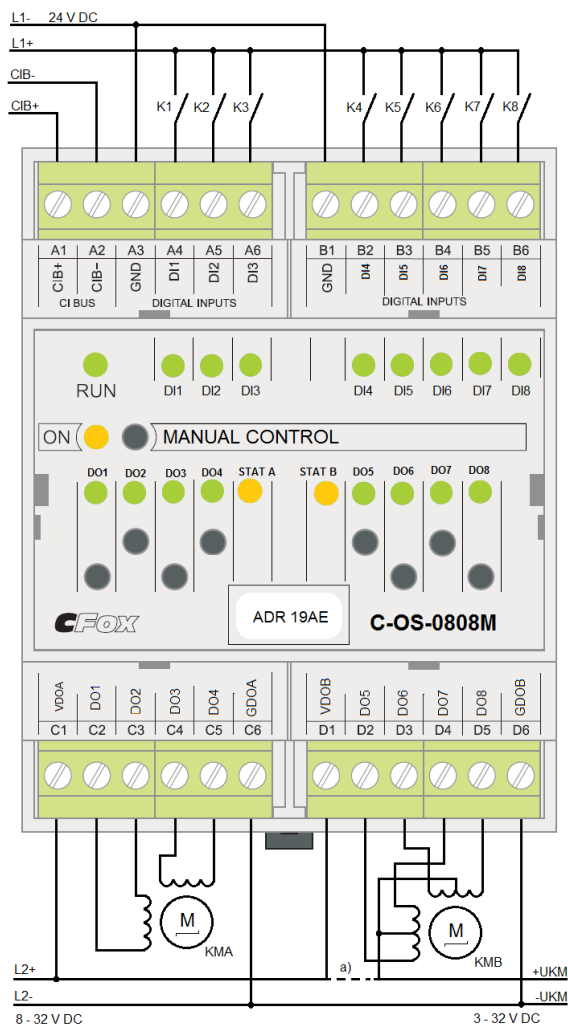 L1- 24 V DC
L1+
CIB-
CIB+
K1 K2 K3 K4 K5 K6 K7 K8
A1 A2 A3 A4 A5 A6 B1 B2 B3 B4 B5 B6
CIB+ CIB- GND DI1 DI2 DI3 GND DI4 DI5 DI6 DI7 DI8
CI BUS DIGITAL INPUTS DIGITAL INPUTS
RUN DI1 DI2 DI3 DI4 DI5 DI6 DI7 DI8
ON MANUAL CONTROL
DO1 DO2 DO3 DO4 STAT A STAT B DO5 DO6 DO7 DO8
CFOX ADR 19AE C-OS-0808M
VDOA DO1 DO2 DO3 DO4 GDOA VDOB DO5 DO6 DO7 DO8 GDOB
C1 C2 C3 C4 C5 C6 D1 D2 D3 D4 D5 D6
M M
KMA KMB
L2+ a) +UKM
L2- -UKM
8 - 32 V DC 3 - 32 V DC